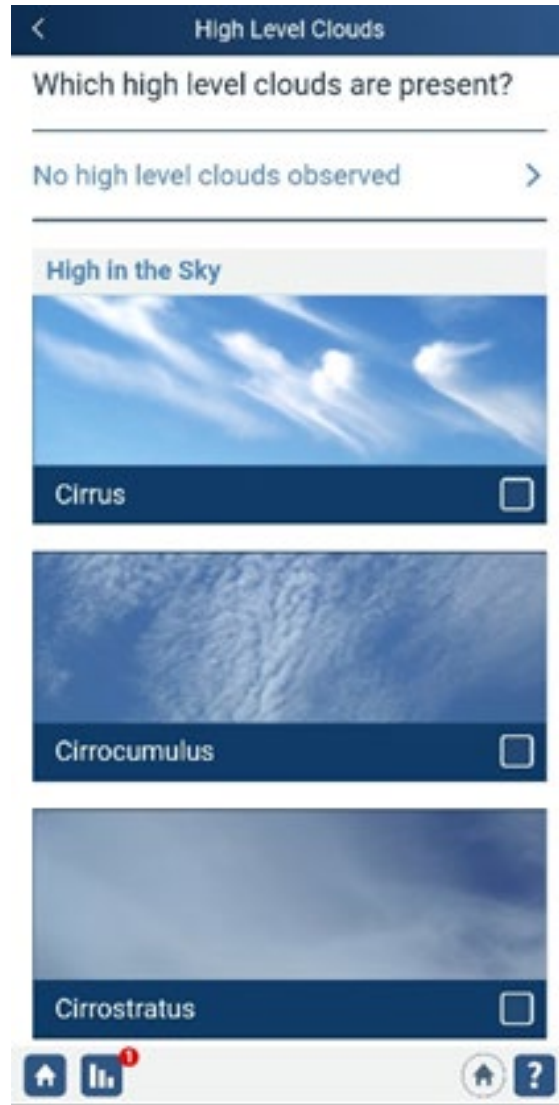 High Level Clouds
Which high level clouds are present?
No high level clouds observed
High in the Sky
Cirrus
Cirrocumulus
Cirrostratus
1
?